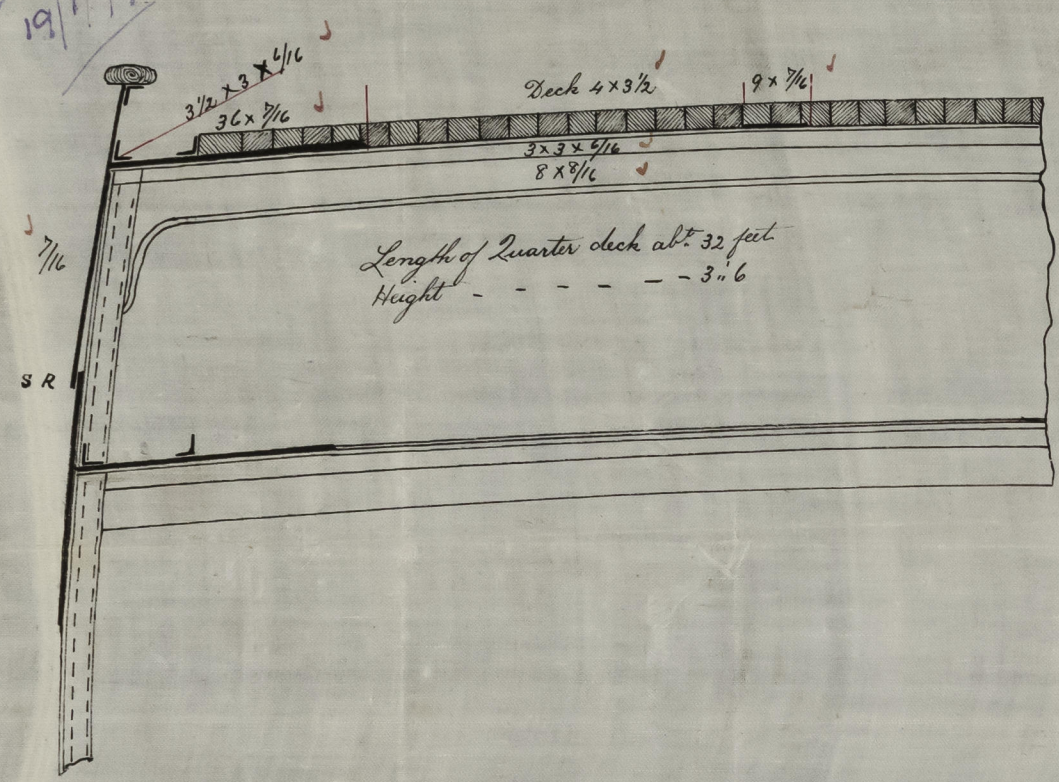 19/
3½ x 3 x 6/16
36 x 7/16
Deck 4 x 3½
9 x 7/16
3 x 3 x 6/16
8 x 8/16
7/16
Length of Quarter deck abt. 32 feet
Height - - - - - - 3"6
S R